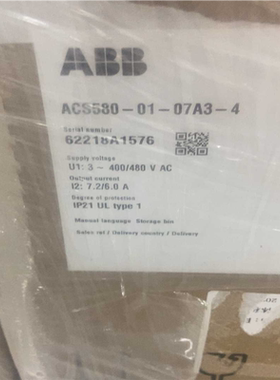 ABB
ACS580-01-07A3-4
Serial number
62218A1576
Supply voltage
U1: 3 ~ 400/480 V AC
Output current
I2: 7.2/6.0 A
Degree of protection
IP21 UL type 1
Manual language Storage bin
Sales rel / Delivery country / Delivery